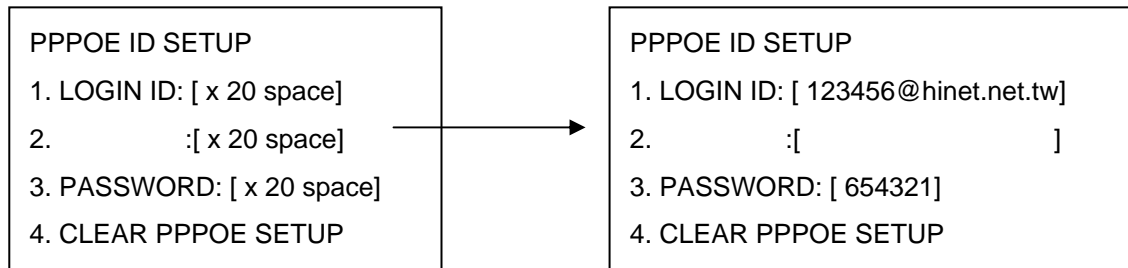 PPPOE ID SETUP
1. LOGIN ID: [ x 20 space]
2. :[ x 20 space]
3. PASSWORD: [ x 20 space]
4. CLEAR PPPOE SETUP
PPPOE ID SETUP
1. LOGIN ID: [ 123456@hinet.net.tw]
2. :[ ]
3. PASSWORD: [ 654321]
4. CLEAR PPPOE SETUP